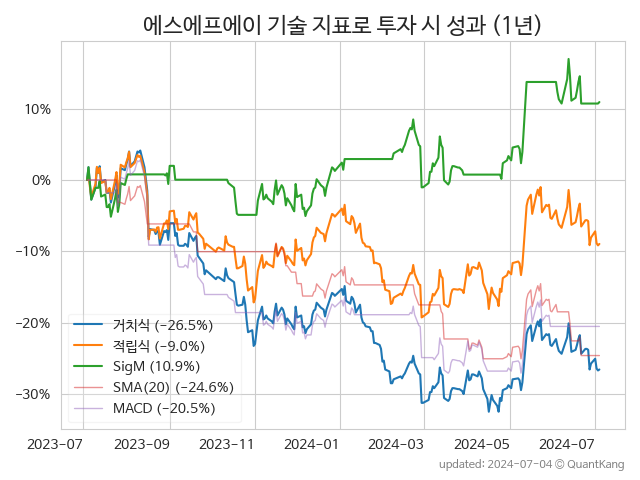 에스에프에이 기술 지표로 투자 시 성과 (1년)
10%
0%
−10%
−20%
−30%
거치식 (−26.5%)
적립식 (−9.0%)
SigM (10.9%)
SMA(20) (−24.6%)
MACD (−20.5%)
2023-07
2023-09
2023-11
2024-01
2024-03
2024-05
2024-07
updated: 2024-07-04 © QuantKang